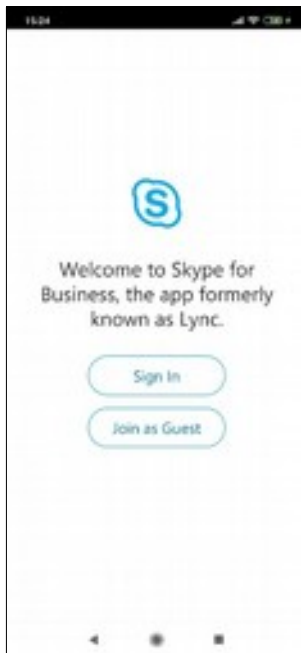 15:24
S
Welcome to Skype for
Business, the app formerly
known as Lync.
Sign In
Join as Guest